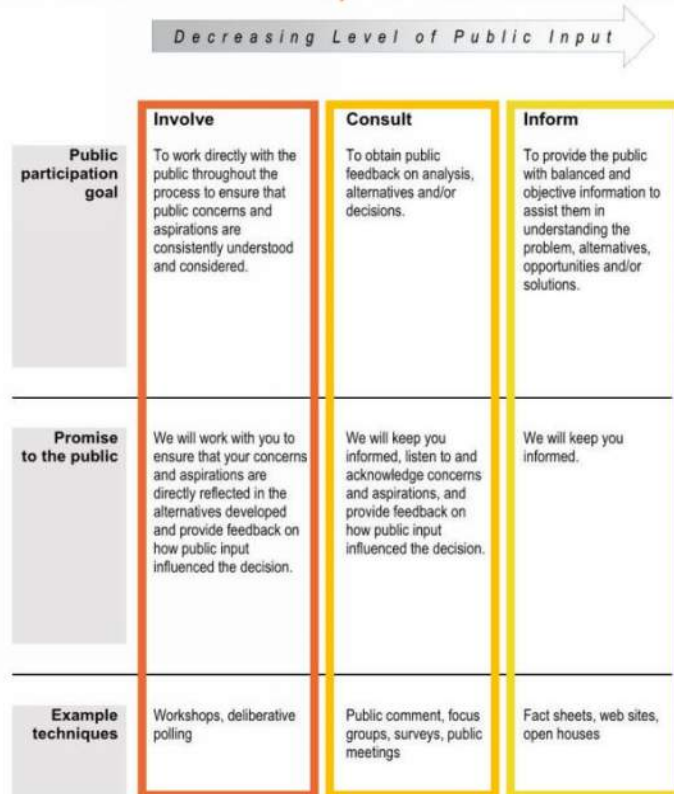 Decreasing Level of Public Input
Involve
Consult
Inform
Public
participation
goal
To work directly with the
public throughout the
process to ensure that
public concerns and
aspirations are
consistently understood
and considered.
To obtain public
feedback on analysis,
alternatives and/or
decisions.
To provide the public
with balanced and
objective information to
assist them in
understanding the
problem, alternatives,
opportunities and/or
solutions.
Promise
to the public
We will work with you to
ensure that your concerns
and aspirations are
directly reflected in the
alternatives developed
and provide feedback on
how public input
influenced the decision.
We will keep you
informed, listen to and
acknowledge concerns
and aspirations, and
provide feedback on
how public input
influenced the decision.
We will keep you
informed.
Example
techniques
Workshops, deliberative
polling
Public comment, focus
groups, surveys, public
meetings
Fact sheets, web sites,
open houses